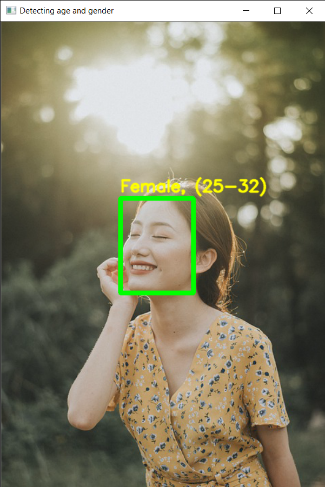 Detecting age and gender
Female, (25-32)